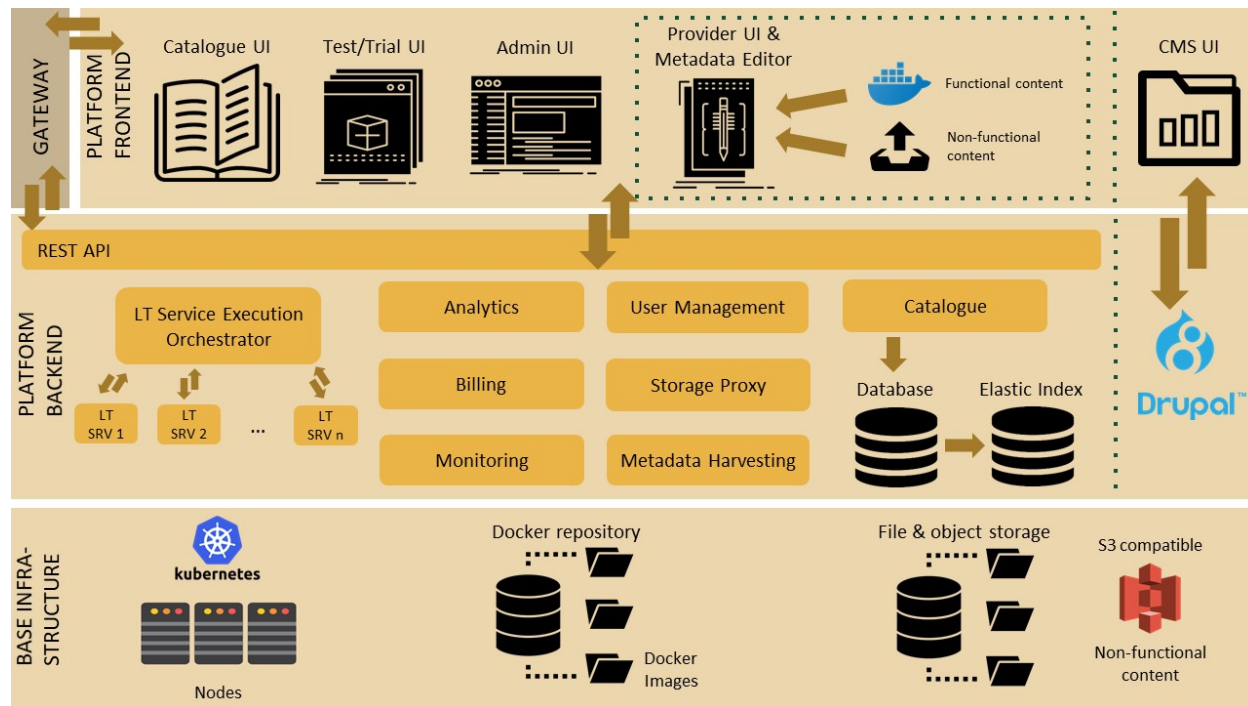 GATEWAY
PLATFORM
FRONTEND
Catalogue UI
Test/Trial UI
Admin UI
Provider UI &
Metadata Editor
Functional content
Non-functional
content
CMS UI
PLATFORM
BACKEND
REST API
LT Service Execution
Orchestrator
LT
SRV 1
LT
SRV 2
...
LT
SRV n
Analytics
User Management
Billing
Storage Proxy
Monitoring
Metadata Harvesting
Catalogue
Database
Elastic Index
Drupal™
BASE INFRA-
STRUCTURE
kubernetes
Nodes
Docker repository
Docker
Images
File & object storage
S3 compatible
Non-functional
content